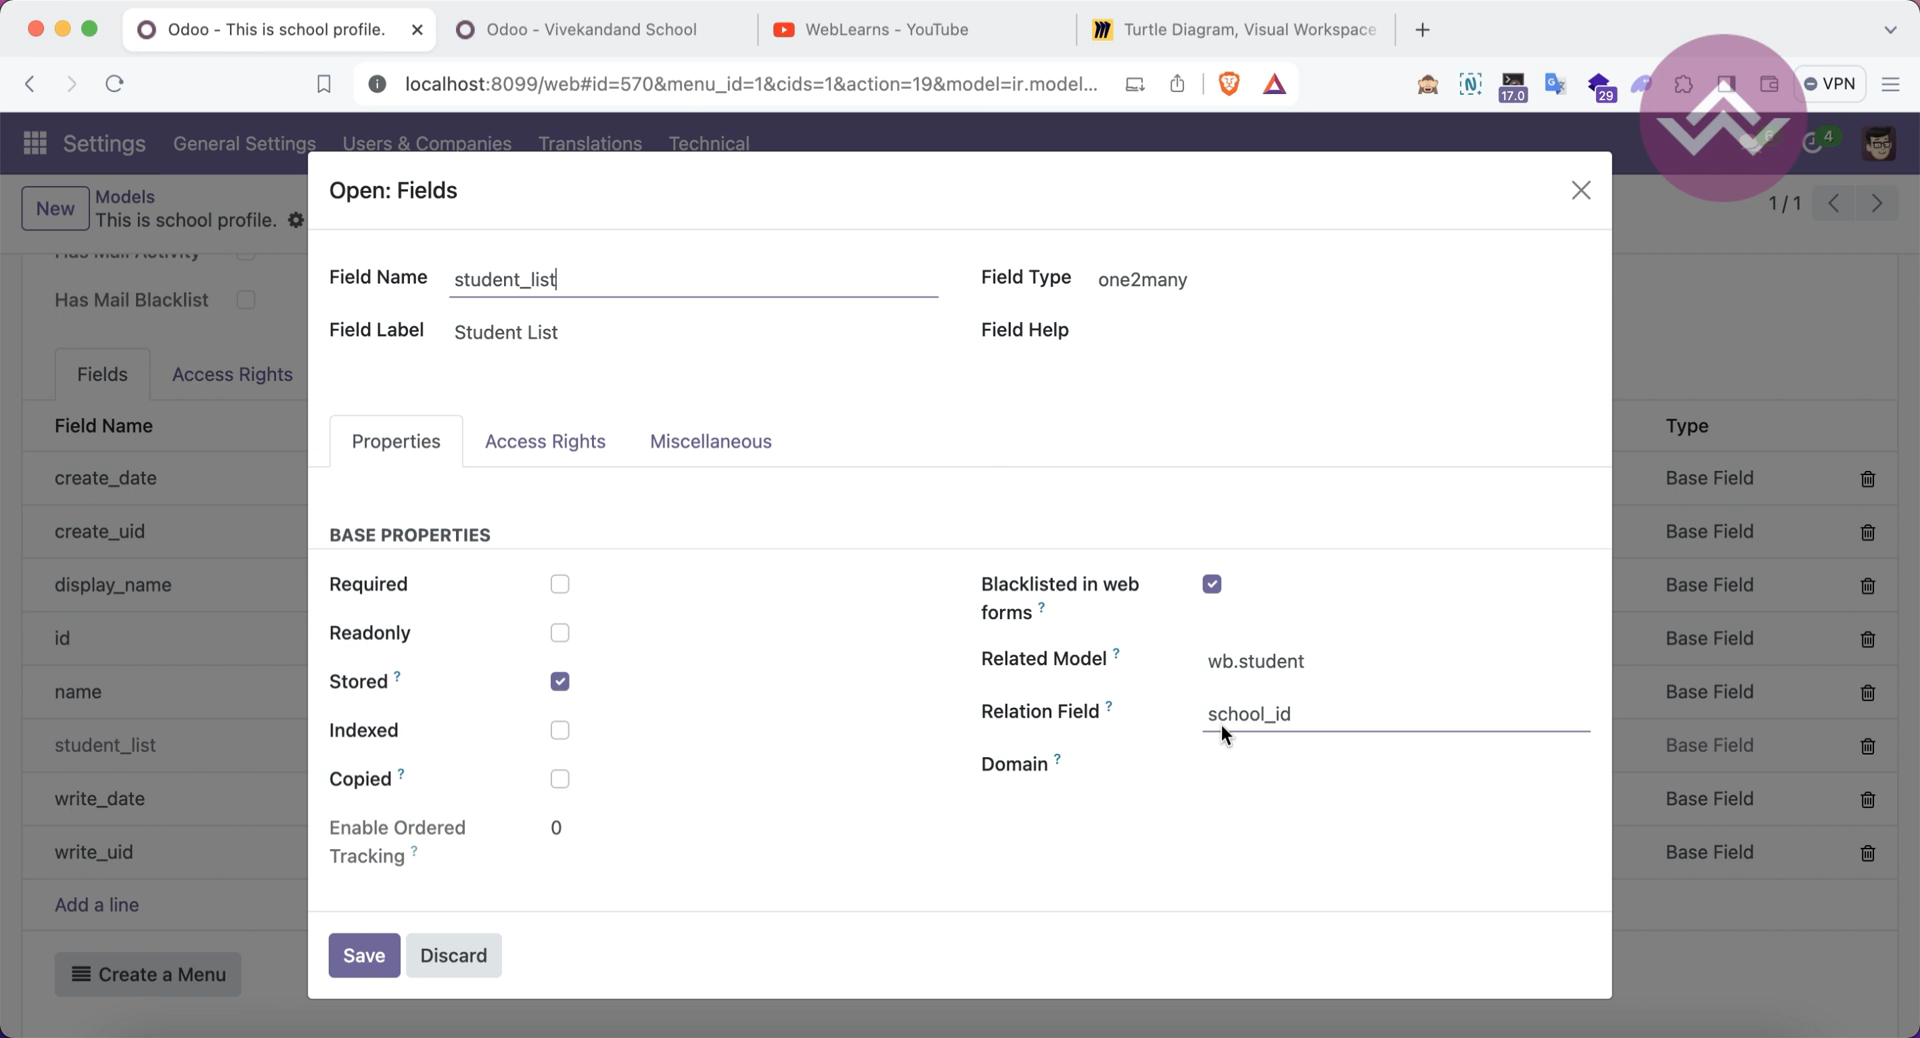 Odoo - This is school profile.
Odoo - Vivekandand School
WebLearns - YouTube
Turtle Diagram, Visual Workspace
localhost:8099/web#id=570&menu_id=1&cids=1&action=19&model=ir.model...
17.0
29
VPN
Settings
General Settings
Users & Companies
Translations
Technical
6
4
New
Models
This is school profile.
1 / 1
Has Mail Activity
Has Mail Blacklist
Fields
Access Rights
Field Name
Type
create_date
Base Field
create_uid
Base Field
display_name
Base Field
id
Base Field
name
Base Field
student_list
Base Field
write_date
Base Field
write_uid
Base Field
Add a line
Create a Menu
Open: Fields
Field Name
student_list
Field Type
one2many
Field Label
Student List
Field Help
Properties
Access Rights
Miscellaneous
BASE PROPERTIES
Required
Readonly
Stored ?
Indexed
Copied ?
Enable Ordered
Tracking ?
0
Blacklisted in web
forms ?
Related Model ?
wb.student
Relation Field ?
school_id
Domain ?
Save
Discard